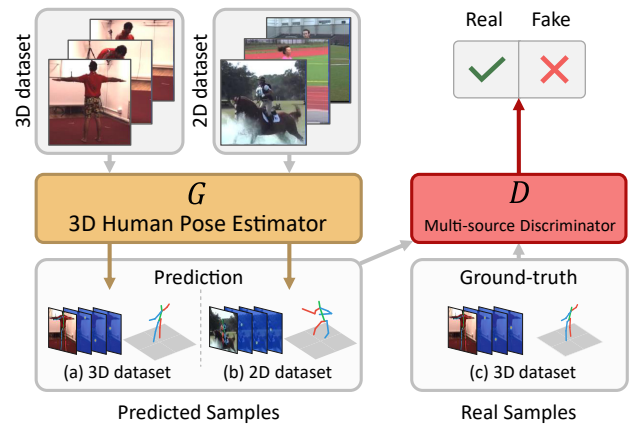 3D dataset
2D dataset
Real Fake
G
3D Human Pose Estimator
D
Multi-source Discriminator
Prediction
(a) 3D dataset
(b) 2D dataset
Ground-truth
(c) 3D dataset
Predicted Samples
Real Samples